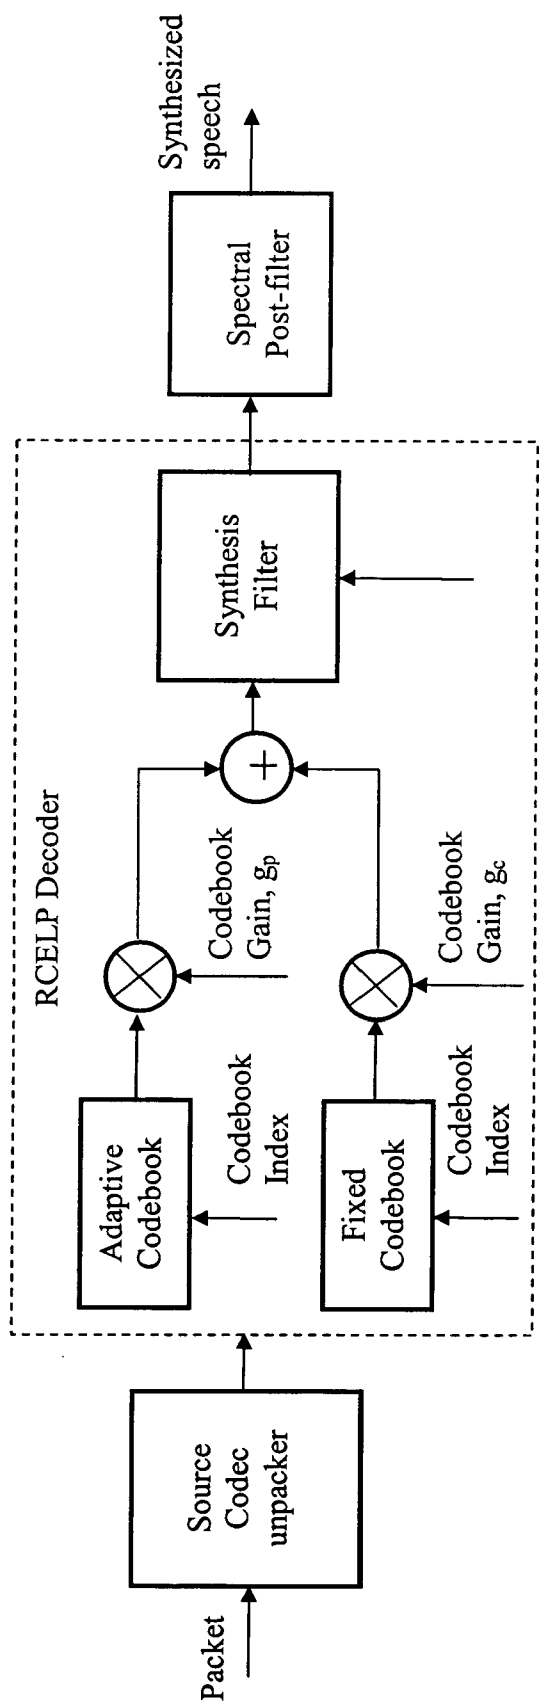 Packet
Source
Codec
unpacker
RCELP Decoder
Adaptive
Codebook
Codebook
Index
Codebook
Gain, gp
Fixed
Codebook
Codebook
Index
Codebook
Gain, gc
+
Synthesis
Filter
Spectral
Post-filter
Synthesized
speech